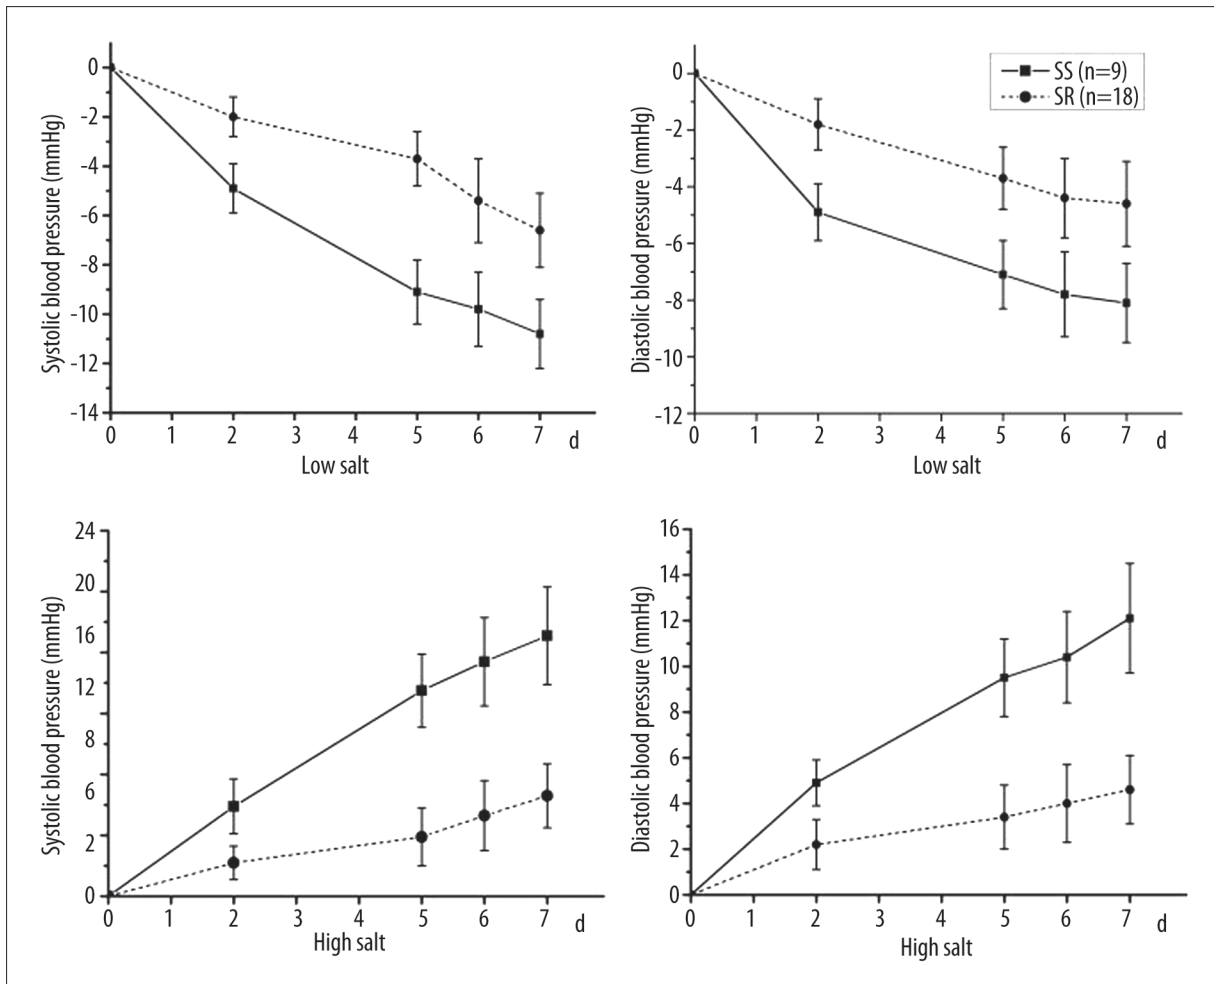 Systolic blood pressure (mmHg)
0
-2
-4
-6
-8
-10
-12
-14
0 1 2 3 4 5 6 7 d
Low salt
Diastolic blood pressure (mmHg)
0
-2
-4
-6
-8
-10
-12
0 1 2 3 4 5 6 7 d
Low salt
SS (n=9)
SR (n=18)
Systolic blood pressure (mmHg)
24
20
16
12
8
6
2
0
0 1 2 3 4 5 6 7 d
High salt
Diastolic blood pressure (mmHg)
16
14
12
10
8
6
4
2
0
0 1 2 3 4 5 6 7 d
High salt